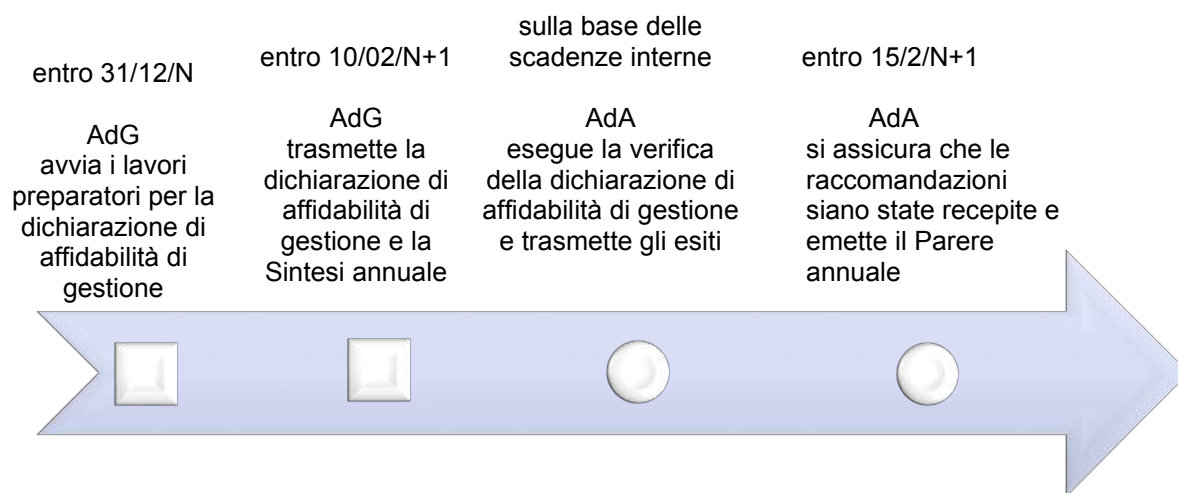 entro 31/12/N
AdG
avvia i lavori
preparatori per la
dichiarazione di
affidabilità di
gestione
entro 10/02/N+1
AdG
trasmette la
dichiarazione di
affidabilità di
gestione e la
Sintesi annuale
sulla base delle
scadenze interne
AdA
esegue la verifica
della dichiarazione di
affidabilità di gestione
e trasmette gli esiti
entro 15/2/N+1
AdA
si assicura che le
raccomandazioni
siano state recepite e
emette il Parere
annuale